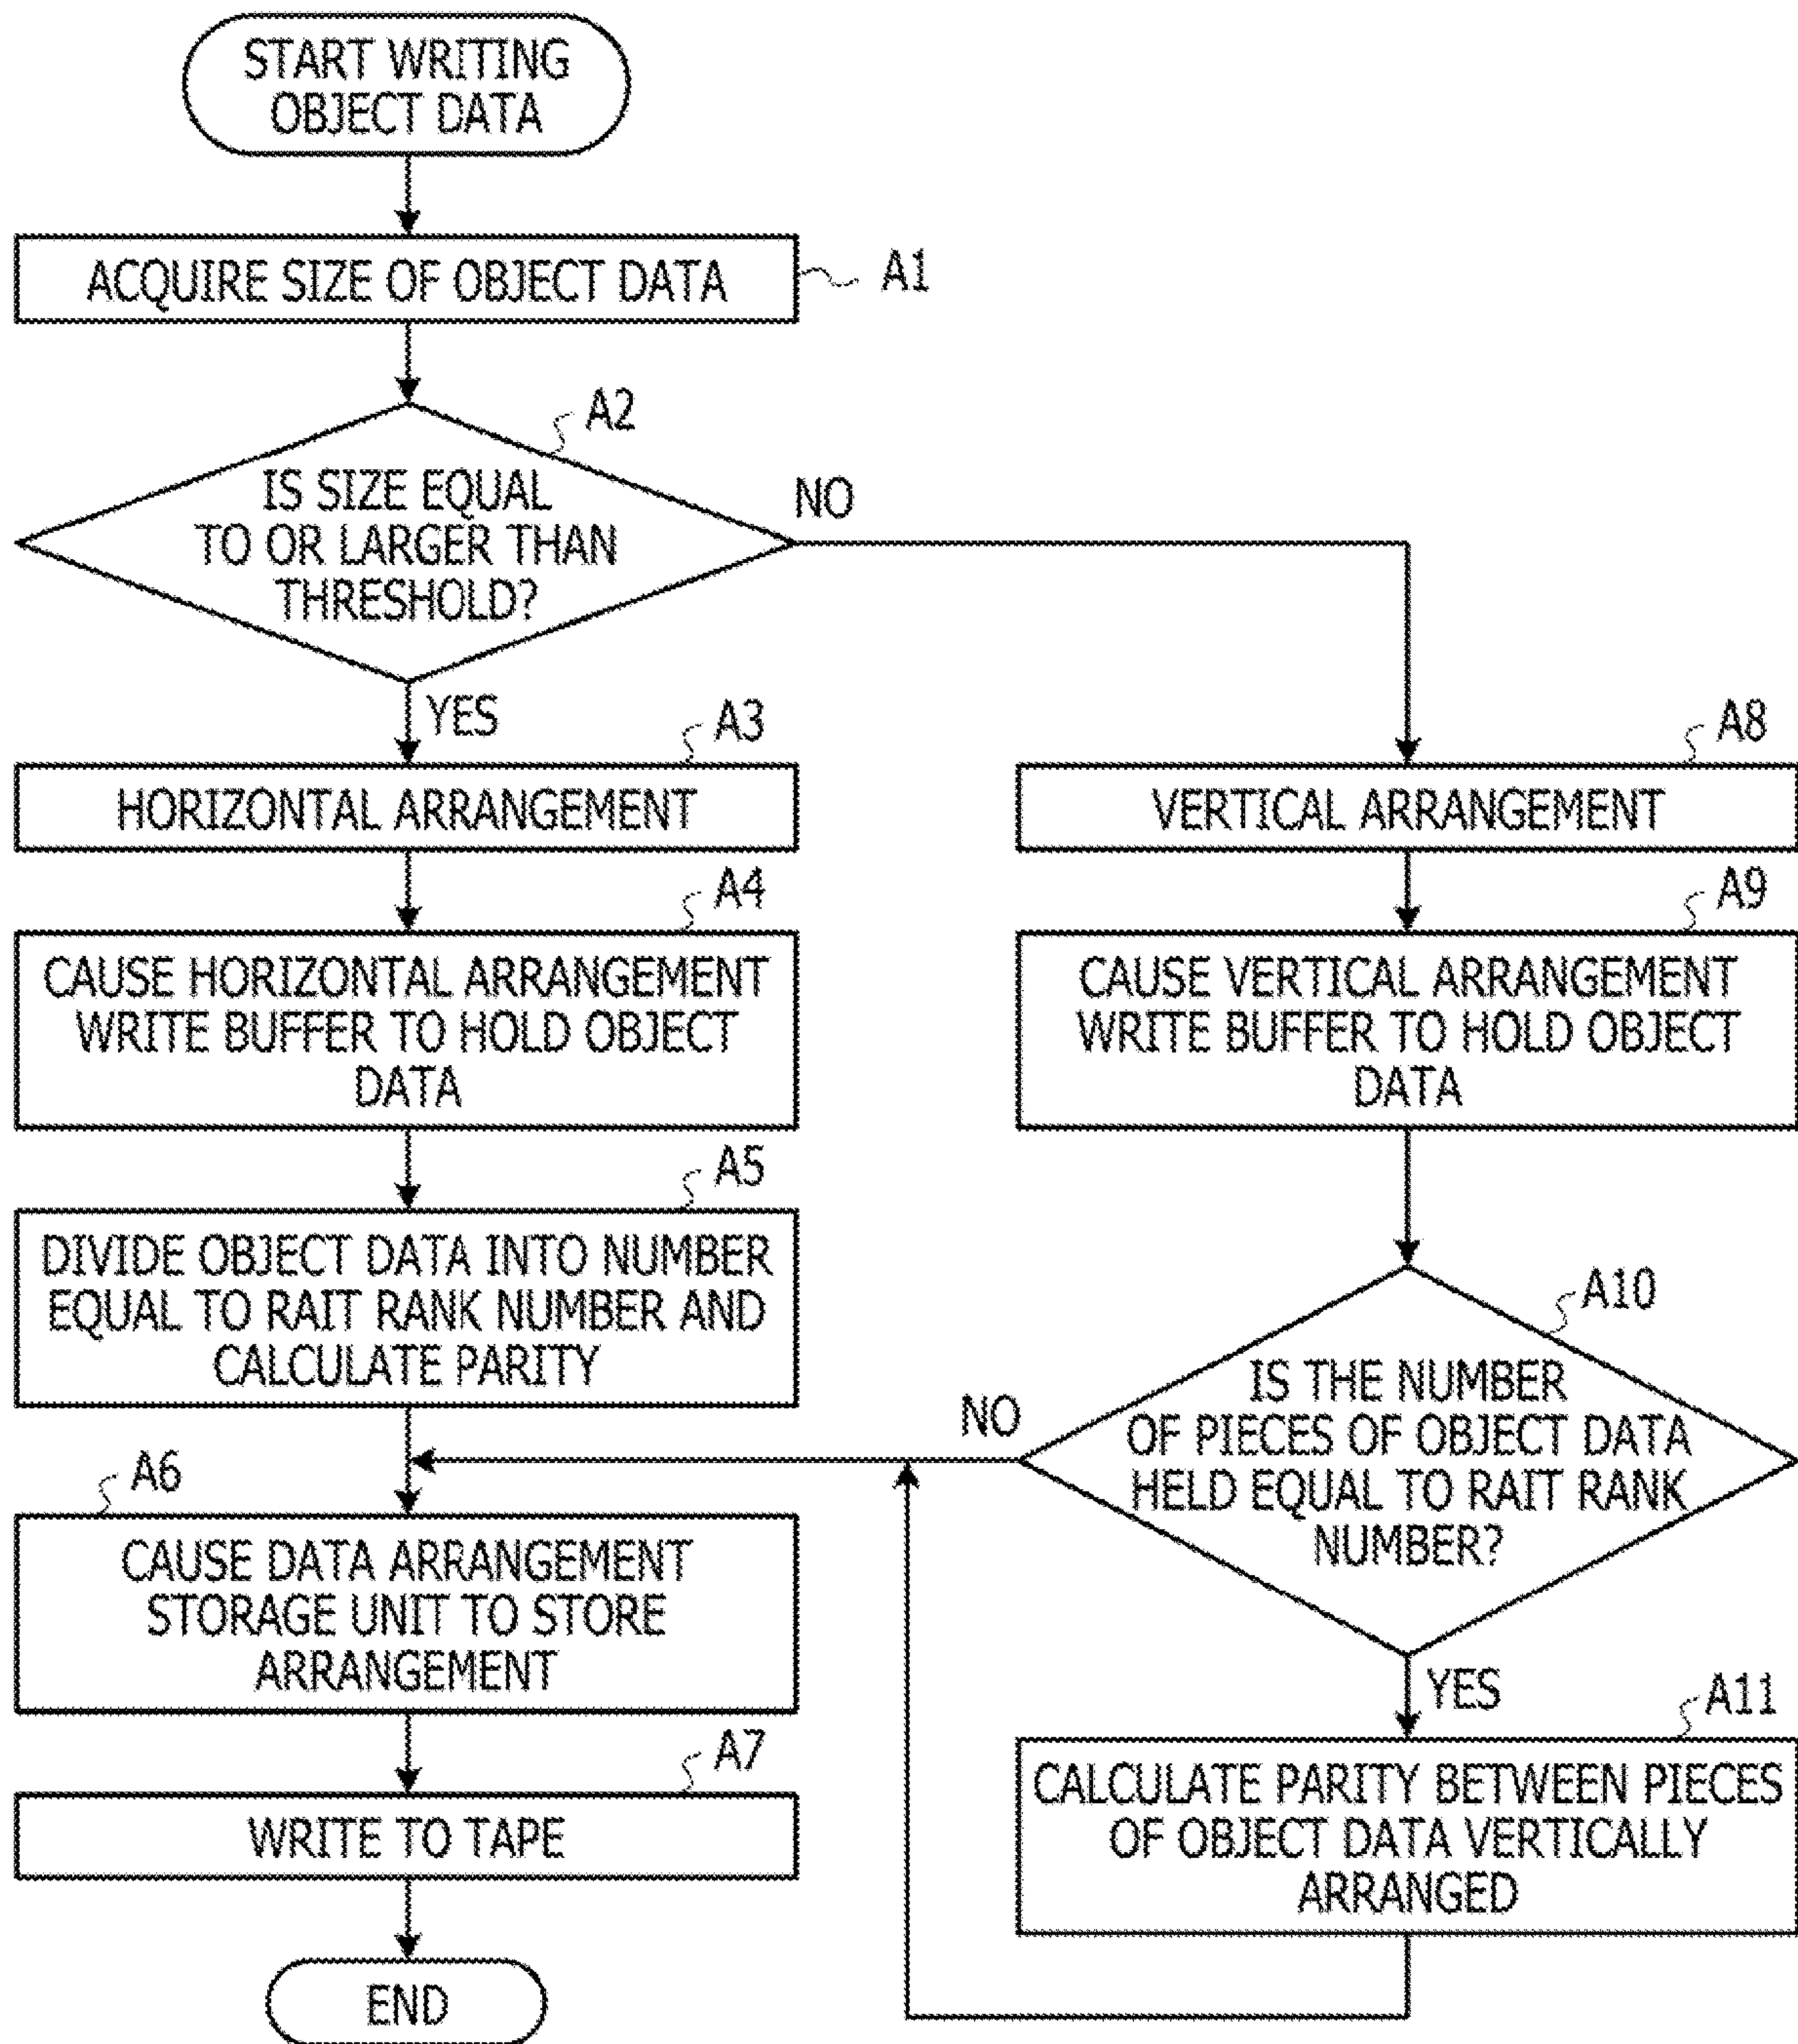 START WRITING
OBJECT DATA
ACQUIRE SIZE OF OBJECT DATA
A1
A2
IS SIZE EQUAL
TO OR LARGER THAN
THRESHOLD?
NO
YES
A3
HORIZONTAL ARRANGEMENT
A4
CAUSE HORIZONTAL ARRANGEMENT
WRITE BUFFER TO HOLD OBJECT
DATA
A5
DIVIDE OBJECT DATA INTO NUMBER
EQUAL TO RAIT RANK NUMBER AND
CALCULATE PARITY
A6
CAUSE DATA ARRANGEMENT
STORAGE UNIT TO STORE
ARRANGEMENT
A7
WRITE TO TAPE
END
A8
VERTICAL ARRANGEMENT
A9
CAUSE VERTICAL ARRANGEMENT
WRITE BUFFER TO HOLD OBJECT
DATA
A10
IS THE NUMBER
OF PIECES OF OBJECT DATA
HELD EQUAL TO RAIT RANK
NUMBER?
NO
YES
A11
CALCULATE PARITY BETWEEN PIECES
OF OBJECT DATA VERTICALLY
ARRANGED